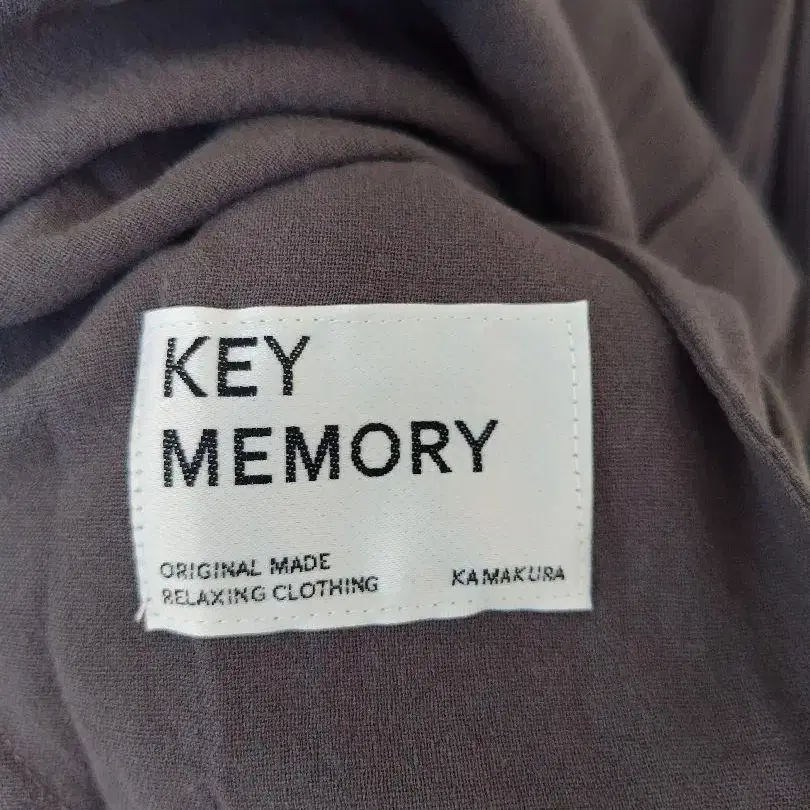 KEY
MEMORY
ORIGINAL MADE
RELAXING CLOTHING
KAMAKURA